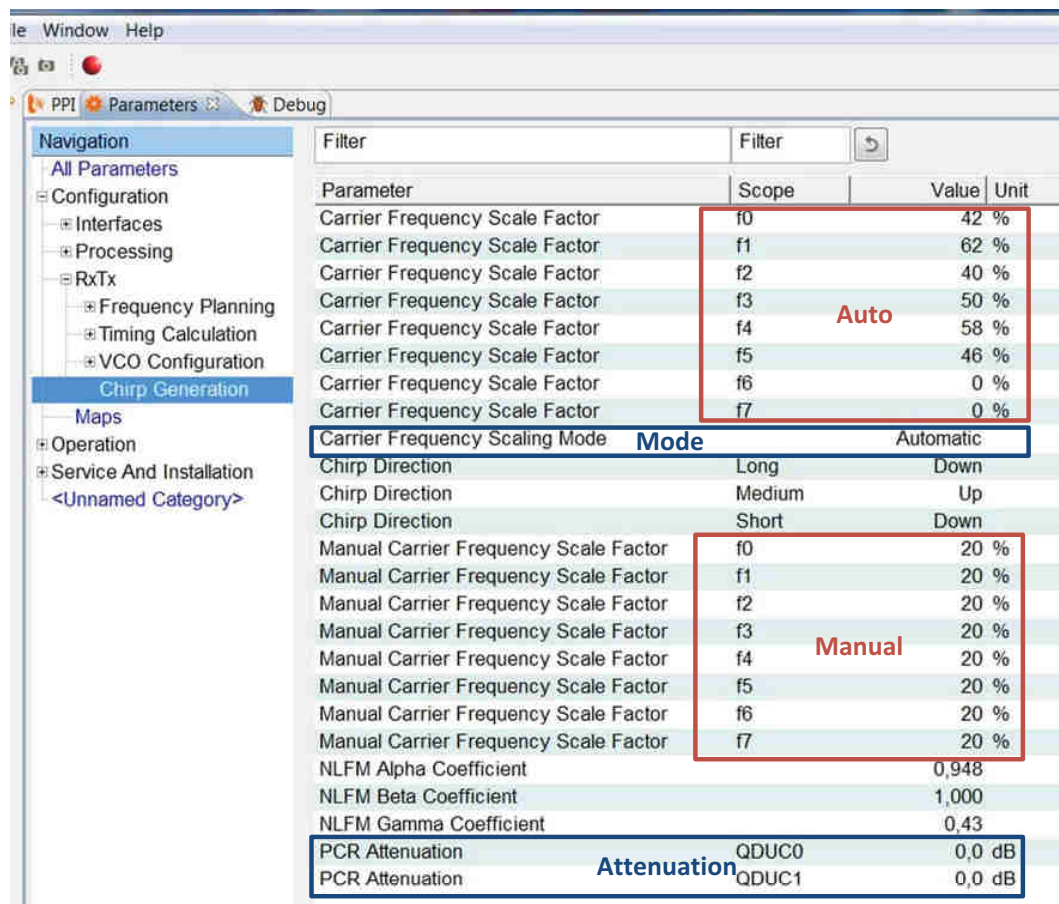 le Window Help
PPI Parameters Debug
Navigation
All Parameters
Configuration
Interfaces
Processing
RxTx
Frequency Planning
Timing Calculation
VCO Configuration
Chirp Generation
Maps
Operation
Service And Installation
<Unnamed Category>
Filter Filter
Parameter Scope Value Unit
Carrier Frequency Scale Factor f0 42 %
Carrier Frequency Scale Factor f1 62 %
Carrier Frequency Scale Factor f2 40 %
Carrier Frequency Scale Factor f3 50 %
Auto
Carrier Frequency Scale Factor f4 58 %
Carrier Frequency Scale Factor f5 46 %
Carrier Frequency Scale Factor f6 0 %
Carrier Frequency Scale Factor f7 0 %
Carrier Frequency Scaling Mode Mode Automatic
Chirp Direction Long Down
Chirp Direction Medium Up
Chirp Direction Short Down
Manual Carrier Frequency Scale Factor f0 20 %
Manual Carrier Frequency Scale Factor f1 20 %
Manual Carrier Frequency Scale Factor f2 20 %
Manual Carrier Frequency Scale Factor f3 20 %
Manual
Manual Carrier Frequency Scale Factor f4 20 %
Manual Carrier Frequency Scale Factor f5 20 %
Manual Carrier Frequency Scale Factor f6 20 %
Manual Carrier Frequency Scale Factor f7 20 %
NLFM Alpha Coefficient 0,948
NLFM Beta Coefficient 1,000
NLFM Gamma Coefficient 0,43
PCR Attenuation QDUC0 0,0 dB
Attenuation
PCR Attenuation QDUC1 0,0 dB